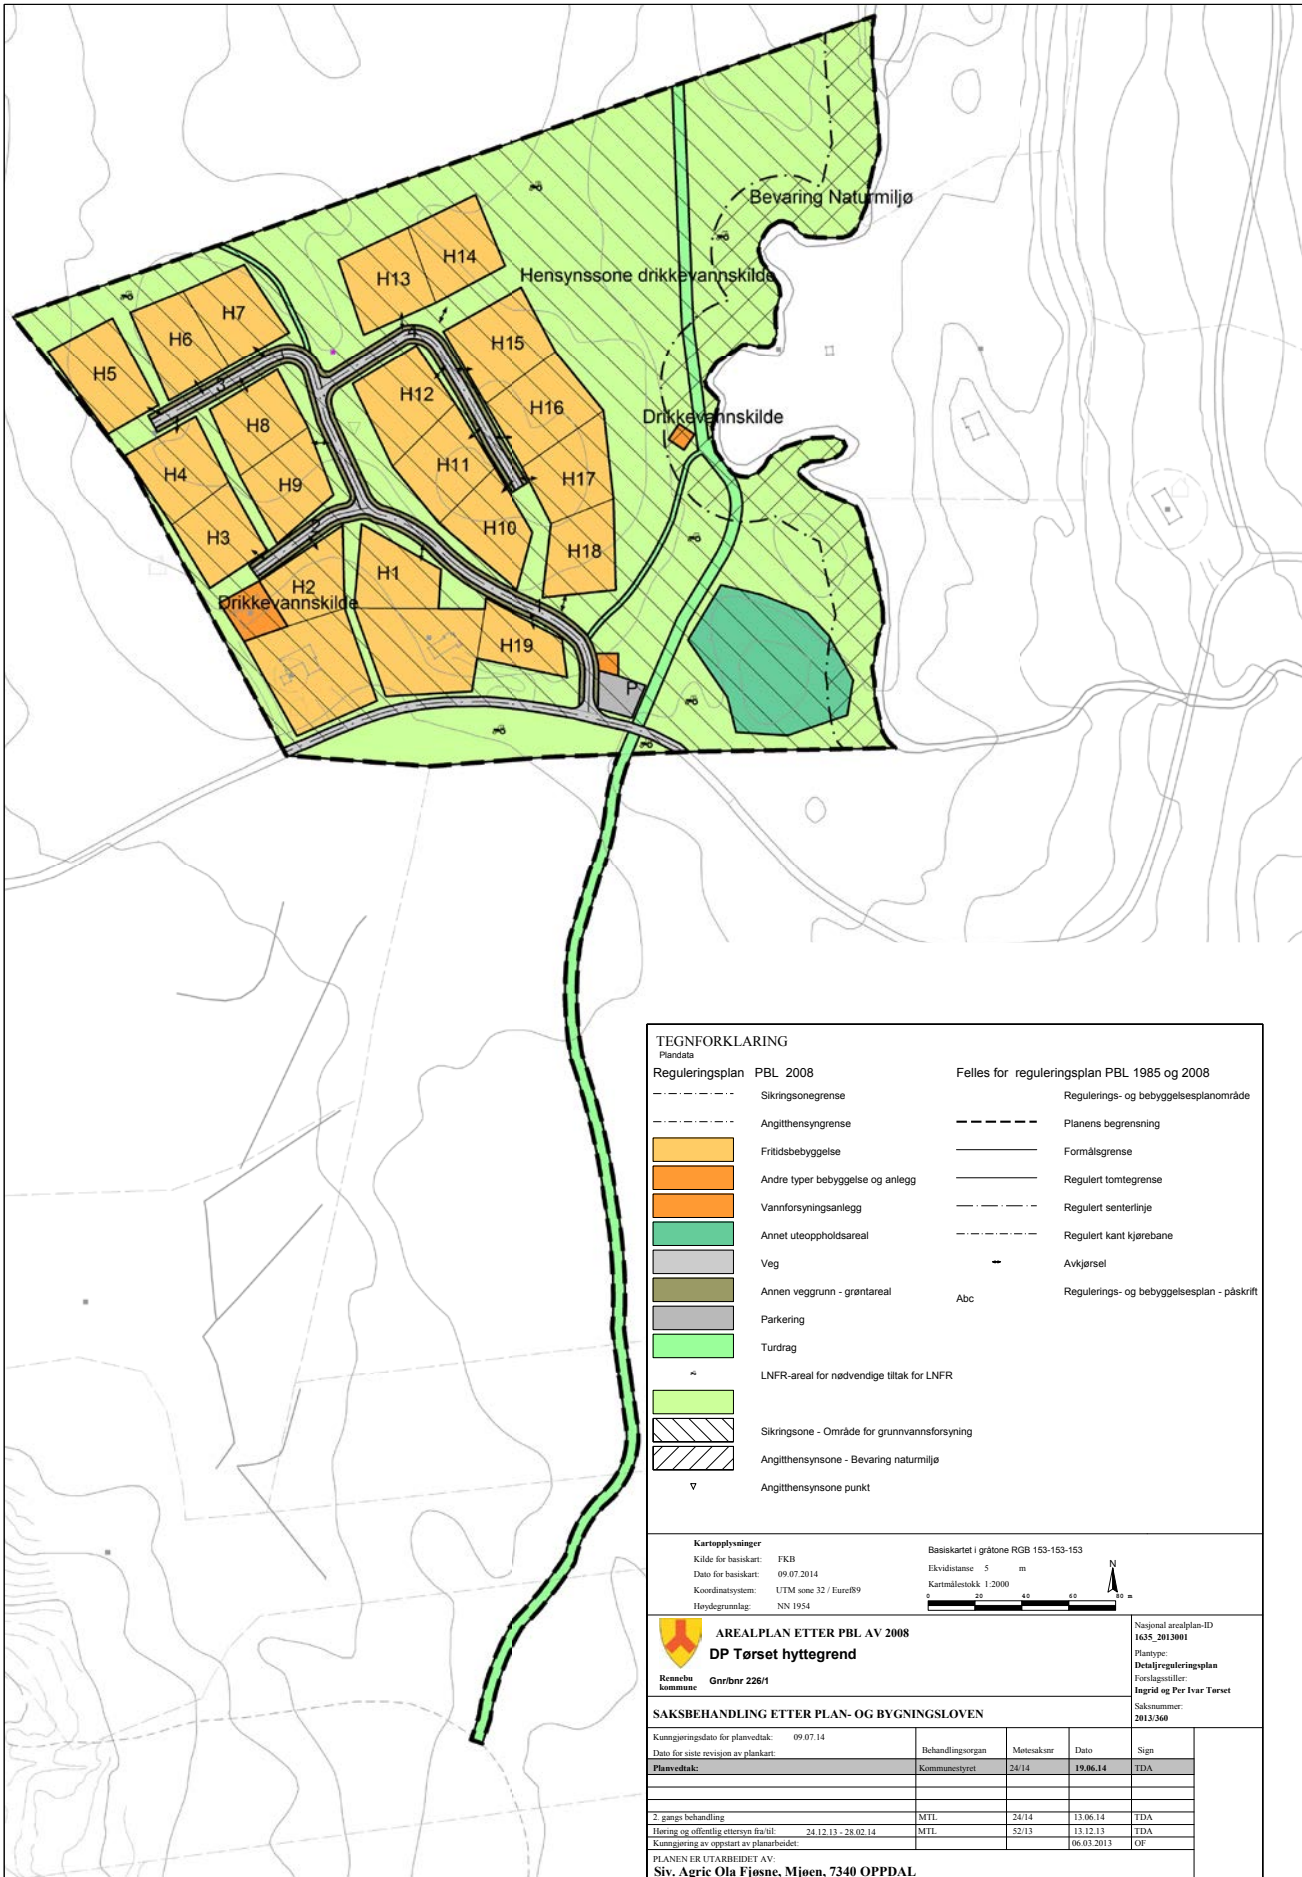 Bevaring Naturmiljø
H14
H13
Hensynssone drikkevannskilde
H7
H6
4
H15
H5
3
H12
H16
Drikkevannskilde
H8
H11
H4
H17
H9
H10
2
H3
H18
1
H1
H2
Drikkevannskilde
1
H19
P
TEGNFORKLARING
Plandata
Reguleringsplan PBL 2008
Felles for reguleringsplan PBL 1985 og 2008
Sikringsonegrense
Regulerings- og bebyggelsesplanområde
Angitthensyngrense
Planens begrensning
Fritidsbebyggelse
Formålsgrense
Andre typer bebyggelse og anlegg
Regulert tomtegrense
Vannforsyningsanlegg
Regulert senterlinje
Annet uteoppholdsareal
Regulert kant kjørebane
Veg
Avkjørsel
Annen veggrunn - grøntareal
Abc
Regulerings- og bebyggelsesplan - påskrift
Parkering
Turdrag
LNFR-areal for nødvendige tiltak for LNFR
Sikringsone - Område for grunnvannsforsyning
Angitthensynsone - Bevaring naturmiljø
Angitthensynsone punkt
Kartopplysninger
Kilde for basiskart: FKB
Dato for basiskart: 09.07.2014
Koordinatsystem: UTM sone 32 / Euref89
Høydegrunnlag: NN 1954
Basiskartet i gråtone RGB 153-153-153
Ekvidistanse 5 m
Kartmålestokk 1:2000
N
0 20 40 60 80 m
AREALPLAN ETTER PBL AV 2008
DP Tørset hyttegrend
Rennebu
kommune
Gnr/bnr 226/1
Nasjonal arealplan-ID
1635_2013001
Plantype:
Detaljreguleringsplan
Forslagsstiller:
Ingrid og Per Ivar Tørset
Saksnummer:
2013/360
SAKSBEHANDLING ETTER PLAN- OG BYGNINGSLOVEN
Kunngjøringsdato for planvedtak: 09.07.14
Dato for siste revisjon av plankart:
Behandlingsorgan Møtesaksnr Dato Sign
Planvedtak: Kommunestyret 24/14 19.06.14 TDA
2. gangs behandling MTL 24/14 13.06.14 TDA
Høring og offentlig ettersyn fra/til: 24.12.13 - 28.02.14 MTL 52/13 13.12.13 TDA
Kunngjøring av oppstart av planarbeidet: 06.03.2013 OF
PLANEN ER UTARBEIDET AV:
Siv. Agric Ola Fjøsne, Mjøen, 7340 OPPDAL